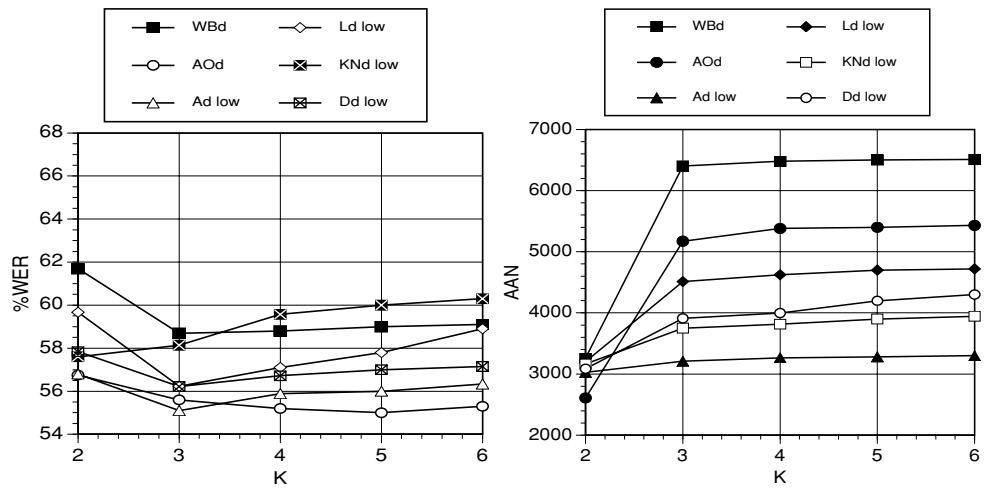 WBd Ld low
AOd KNd low
Ad low Dd low
68
66
64
62
60
58
56
54
%WER
2 3 4 5 6
K
WBd Ld low
AOd KNd low
Ad low Dd low
7000
6000
5000
4000
3000
2000
AAN
2 3 4 5 6
K